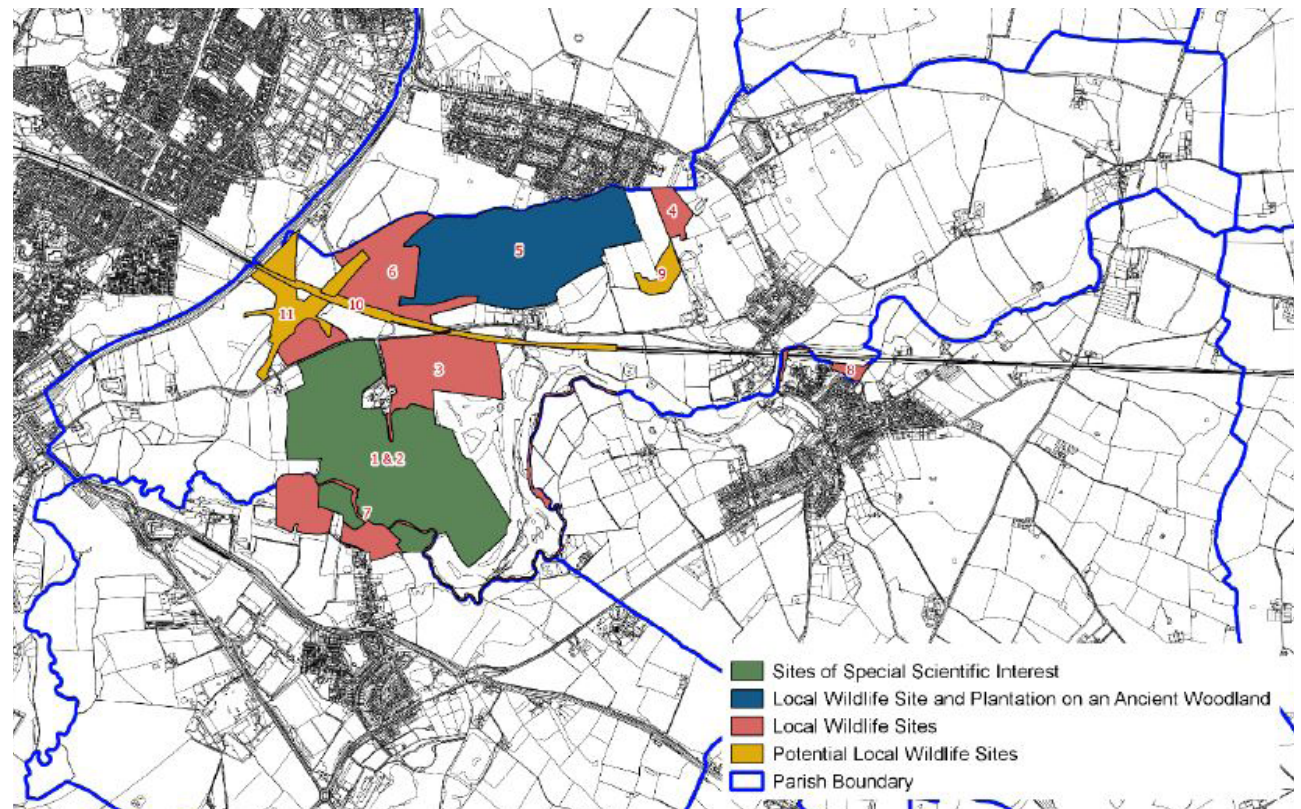 4
5
6
9
10
11
3
8
1 & 2
7
Sites of Special Scientific Interest
Local Wildlife Site and Plantation on an Ancient Woodland
Local Wildlife Sites
Potential Local Wildlife Sites
Parish Boundary